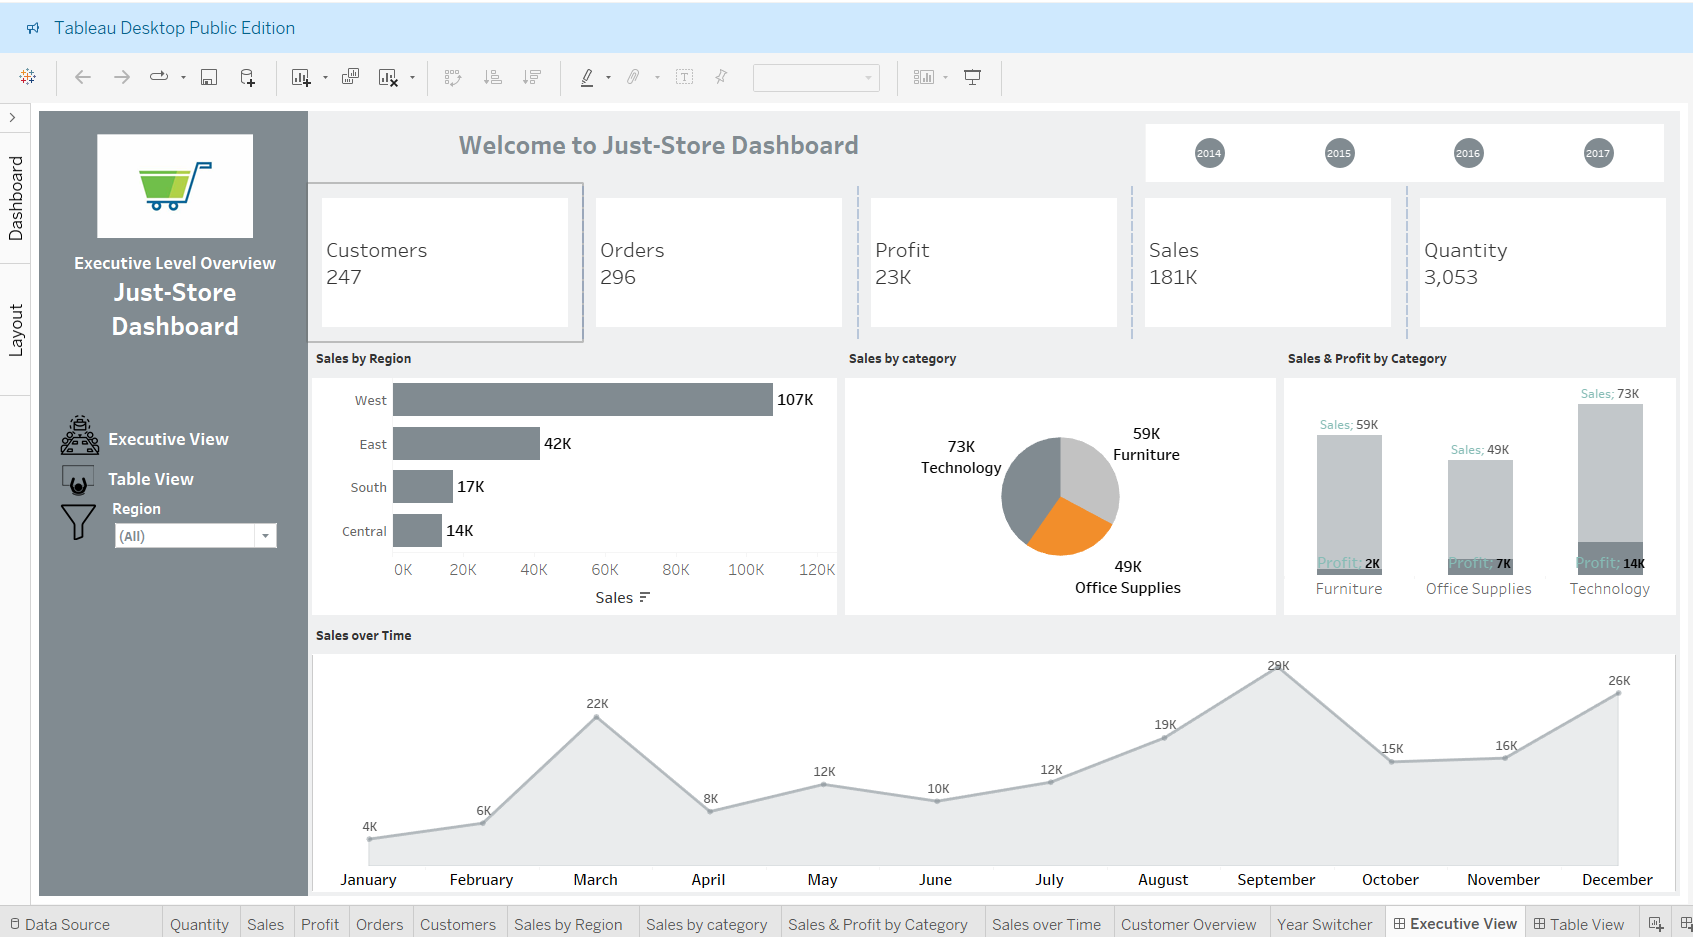 Tableau Desktop Public Edition
Dashboard
Layout
Executive Level Overview
Just-Store
Dashboard
Executive View
Table View
Region
(All)
Welcome to Just-Store Dashboard
2014
2015
2016
2017
Customers
247
Orders
296
Profit
23K
Sales
181K
Quantity
3,053
Sales by Region
West
107K
East
42K
South
17K
Central
14K
0K 20K 40K 60K 80K 100K 120K
Sales
Sales by category
73K
Technology
59K
Furniture
49K
Office Supplies
Sales & Profit by Category
Sales; 59K
Sales; 49K
Sales; 73K
Profit; 2K
Profit; 7K
Profit; 14K
Furniture
Office Supplies
Technology
Sales over Time
4K
6K
22K
8K
12K
10K
12K
19K
29K
15K
16K
26K
January February March April May June July August September October November December
Data Source Quantity Sales Profit Orders Customers Sales by Region Sales by category Sales & Profit by Category Sales over Time Customer Overview Year Switcher Executive View Table View